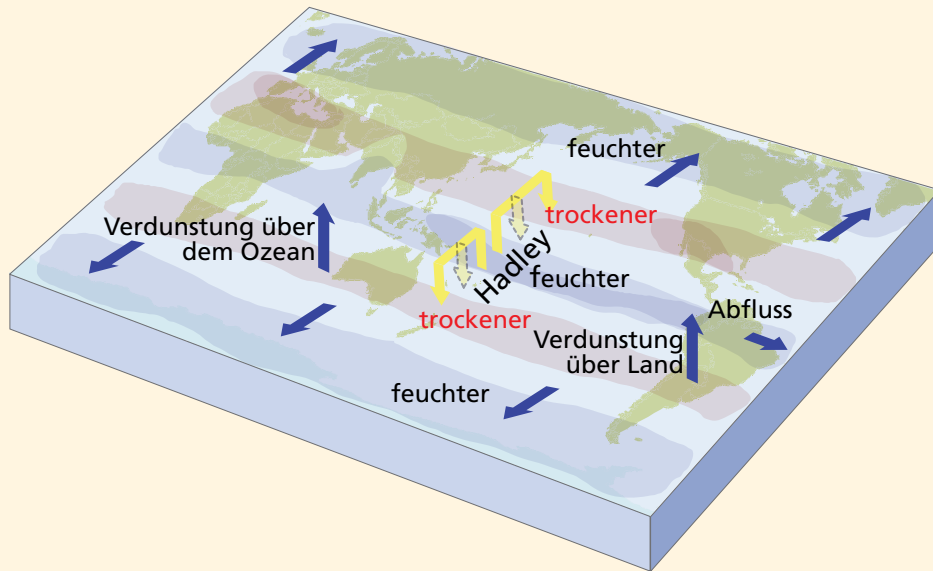 feuchter
trockener
Verdunstung über
dem Ozean
Hadley
feuchter
trockener
Abfluss
Verdunstung
über Land
feuchter